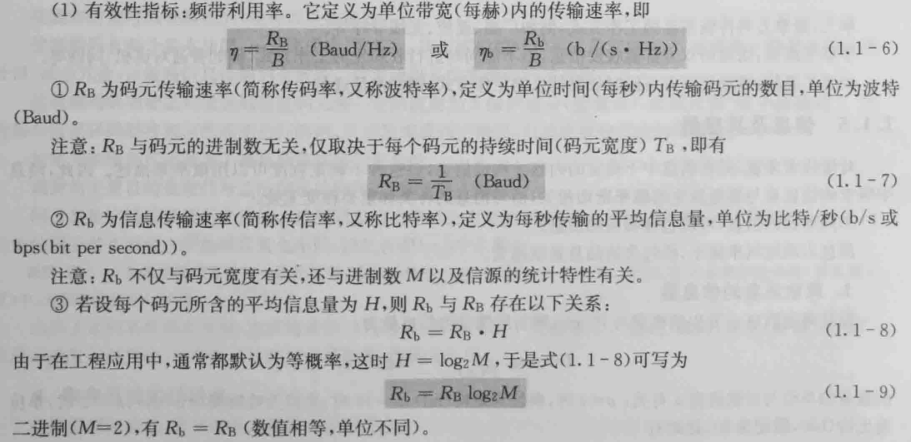 (1) 有效性指标:频带利用率。它定义为单位带宽(每赫)内的传输速率,即
η = R_B/B (Baud/Hz) 或 η_b = R_b/B (b/(s·Hz)) (1.1-6)
① R_B 为码元传输速率(简称传码率,又称波特率),定义为单位时间(每秒)内传输码元的数目,单位为波特
(Baud)。
注意: R_B 与码元的进制数无关,仅取决于每个码元的持续时间(码元宽度) T_B ,即有
R_B = 1/T_B (Baud) (1.1-7)
② R_b 为信息传输速率(简称传信率,又称比特率),定义为每秒传输的平均信息量,单位为比特/秒(b/s 或
bps(bit per second))。
注意: R_b 不仅与码元宽度有关,还与进制数 M 以及信源的统计特性有关。
③ 若设每个码元所含的平均信息量为 H,则 R_b 与 R_B 存在以下关系:
R_b = R_B · H (1.1-8)
由于在工程应用中,通常都默认为等概率,这时 H = log₂M ,于是式(1.1-8)可写为
R_b = R_B log₂M (1.1-9)
二进制(M=2),有 R_b = R_B (数值相等,单位不同)。